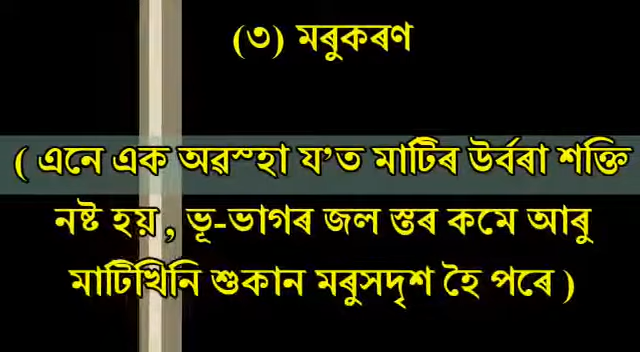 (৩) মৰুকৰণ
( এনে এক অৱস্হা য’ত মাটিৰ উৰ্বৰা শক্তি
নষ্ট হয় , ভূ-ভাগৰ জল স্তৰ কমে আৰু
মাটিখিনি শুকান মৰুসদৃশ হৈ পৰে )